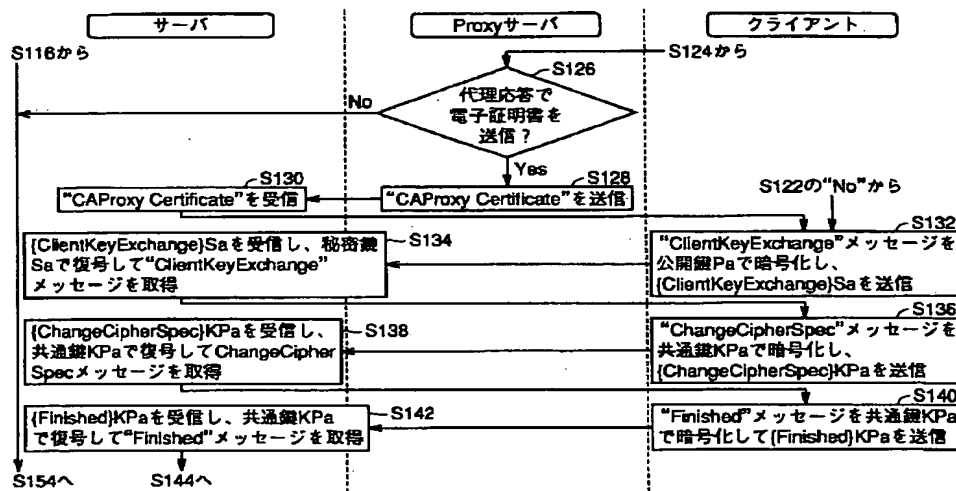 サーバ
Proxyサーバ
クライアント
S116から
S124から
S126
代理応答で
電子証明書を
送信？
No
Yes
S130
S128
S122の“No”から
“CAProxy Certificate”を受信
“CAProxy Certificate”を送信
S132
“ClientKeyExchange”メッセージを
公開鍵Paで暗号化し、
{ClientKeyExchange}Saを送信
S134
{ClientKeyExchange}Saを受信し、秘密鍵
Saで復号して“ClientKeyExchange”
メッセージを取得
S136
“ChangeCipherSpec”メッセージを
共通鍵KPaで暗号化し、
{ChangeCipherSpec}KPaを送信
S138
{ChangeCipherSpec}KPaを受信し、
共通鍵KPaで復号してChangeCipher
Specメッセージを取得
S140
“Finished”メッセージを共通鍵KPa
で暗号化して{Finished}KPaを送信
S142
{Finished}KPaを受信し、共通鍵KPa
で復号して“Finished”メッセージを取得
S154へ
S144へ